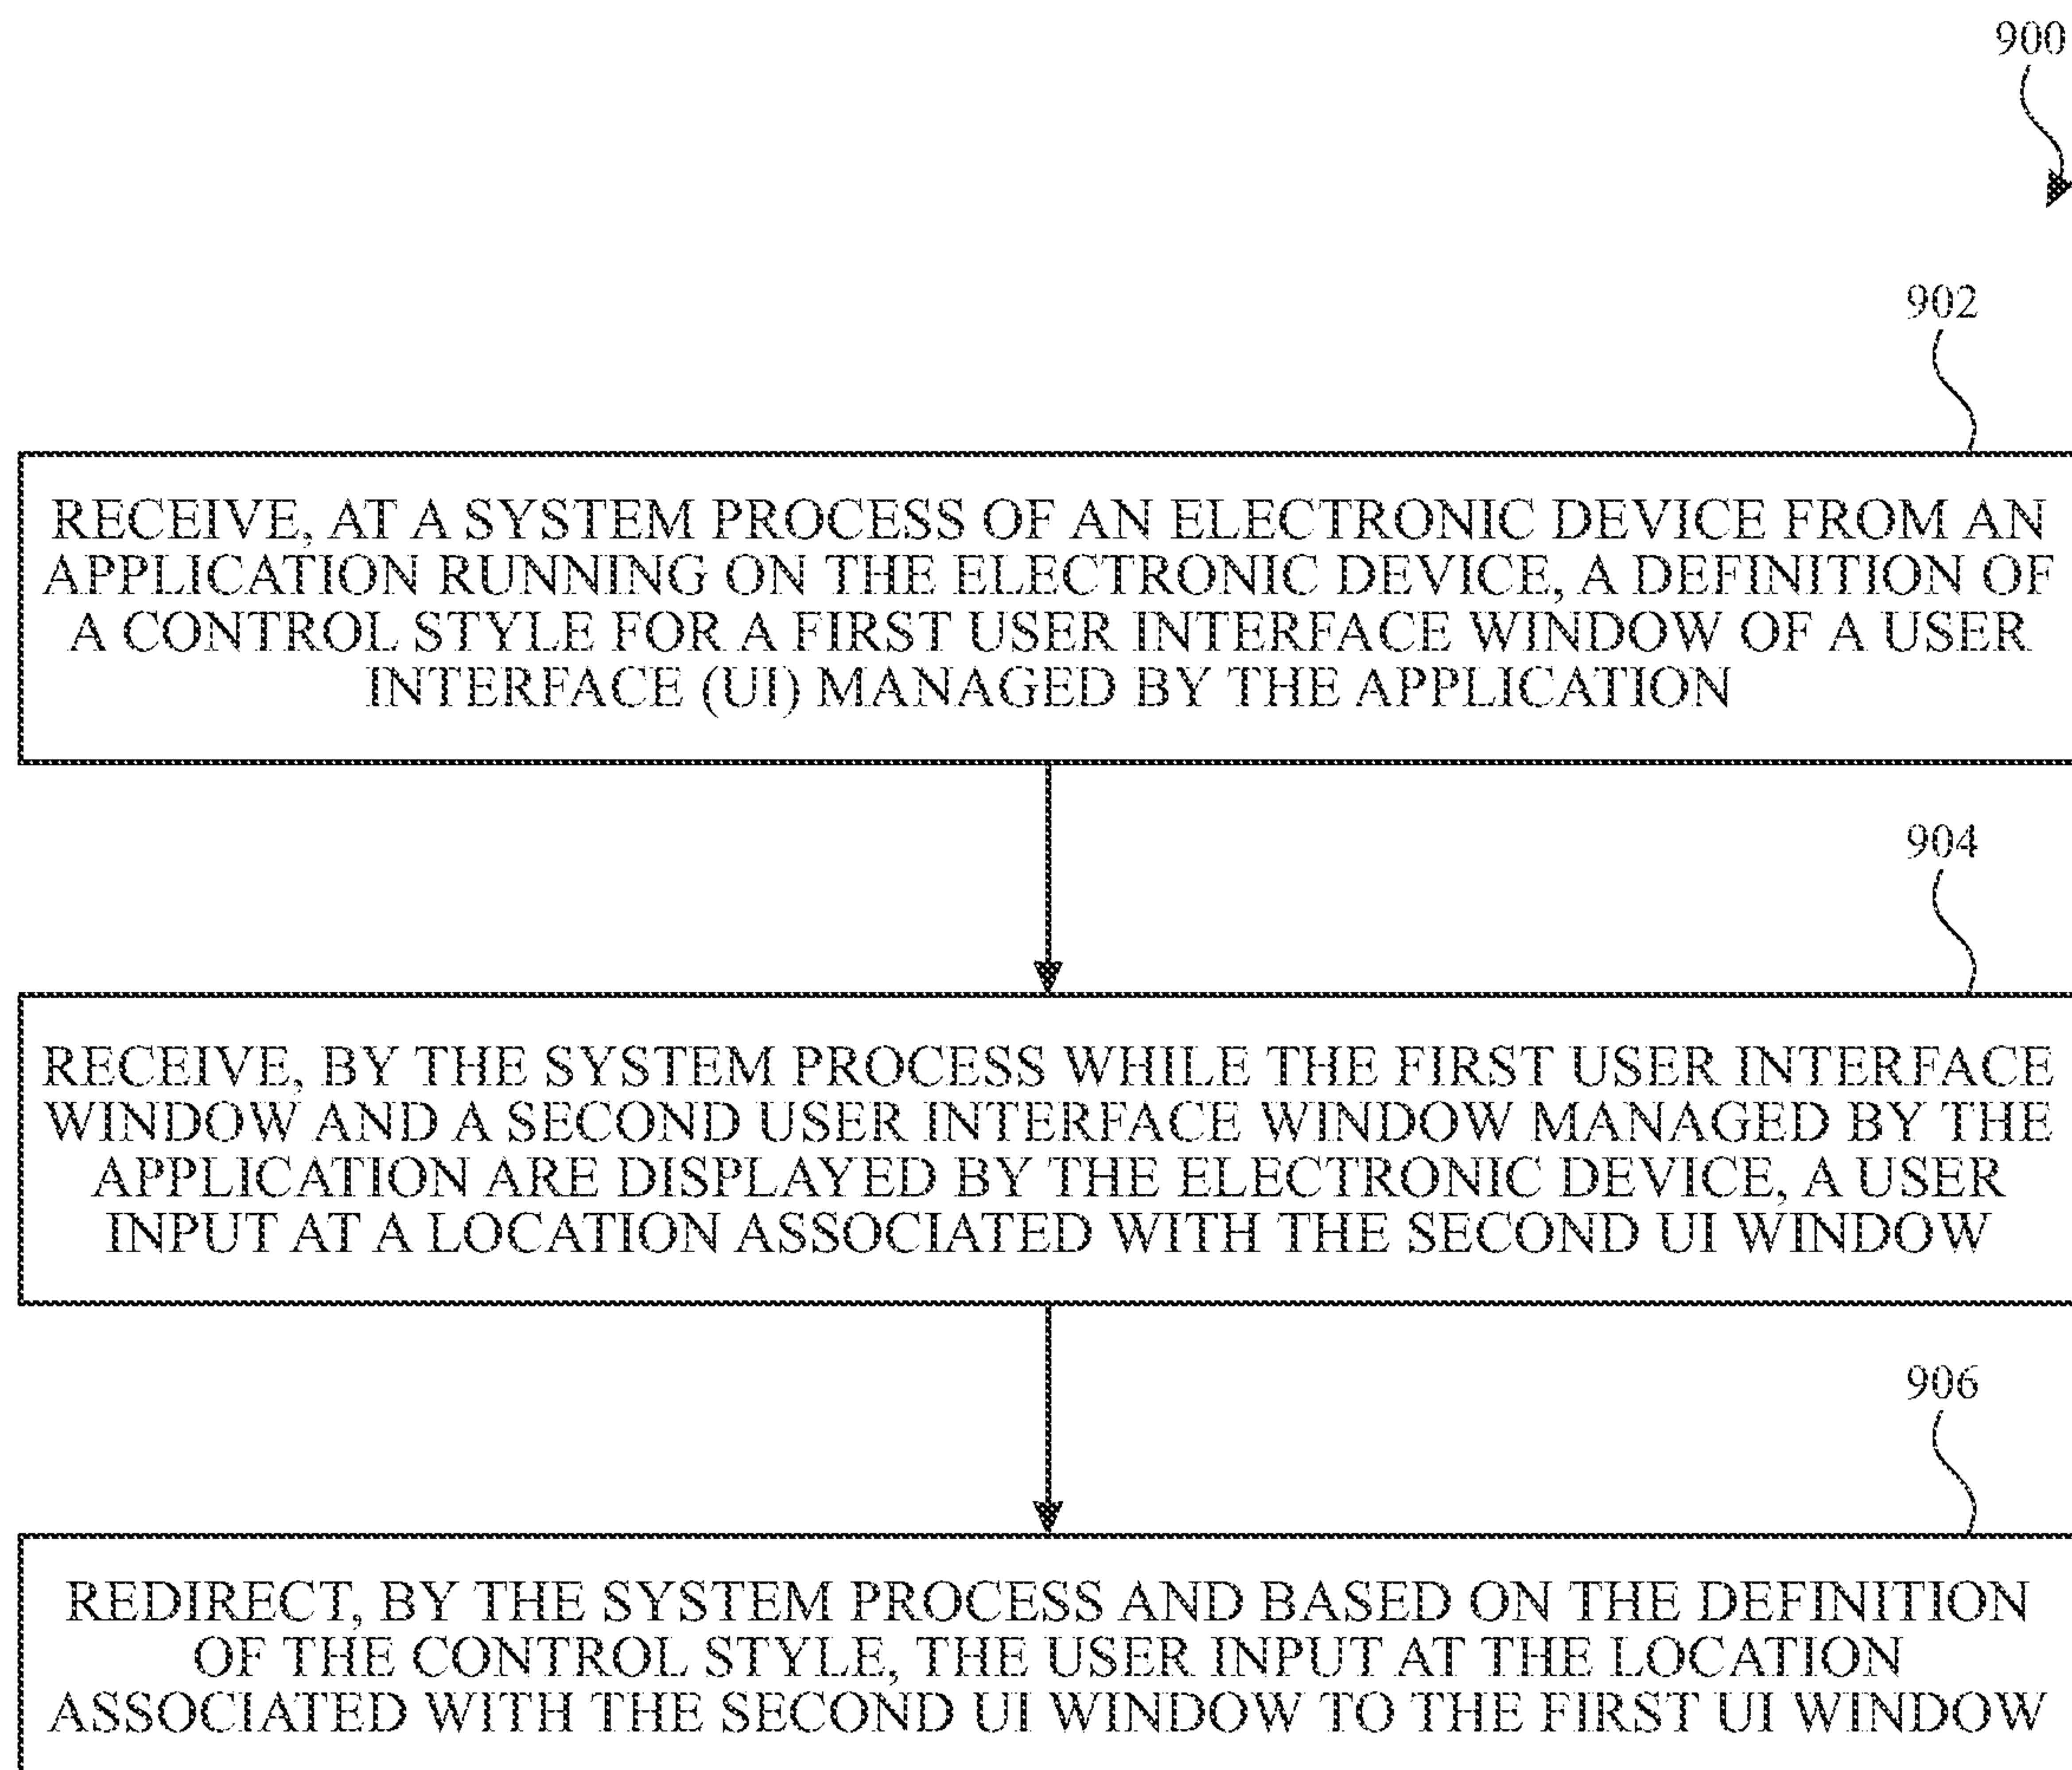 900
902
RECEIVE, AT A SYSTEM PROCESS OF AN ELECTRONIC DEVICE FROM AN
APPLICATION RUNNING ON THE ELECTRONIC DEVICE, A DEFINITION OF
A CONTROL STYLE FOR A FIRST USER INTERFACE WINDOW OF A USER
INTERFACE (UI) MANAGED BY THE APPLICATION
904
RECEIVE, BY THE SYSTEM PROCESS WHILE THE FIRST USER INTERFACE
WINDOW AND A SECOND USER INTERFACE WINDOW MANAGED BY THE
APPLICATION ARE DISPLAYED BY THE ELECTRONIC DEVICE, A USER
INPUT AT A LOCATION ASSOCIATED WITH THE SECOND UI WINDOW
906
REDIRECT, BY THE SYSTEM PROCESS AND BASED ON THE DEFINITION
OF THE CONTROL STYLE, THE USER INPUT AT THE LOCATION
ASSOCIATED WITH THE SECOND UI WINDOW TO THE FIRST UI WINDOW